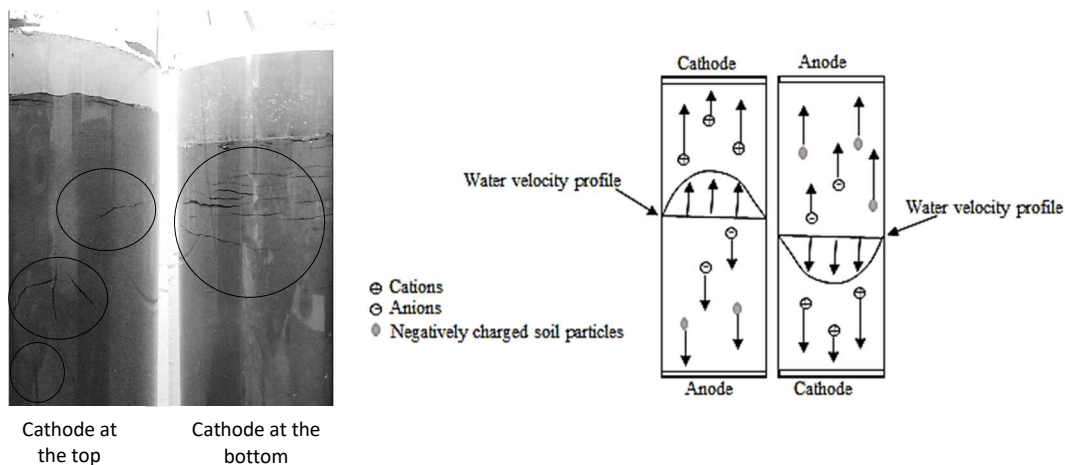 Cathode
Anode
Water velocity profile
Water velocity profile
⊕ Cations
⊖ Anions
Negatively charged soil particles
Anode
Cathode
Cathode at
the top
Cathode at the
bottom